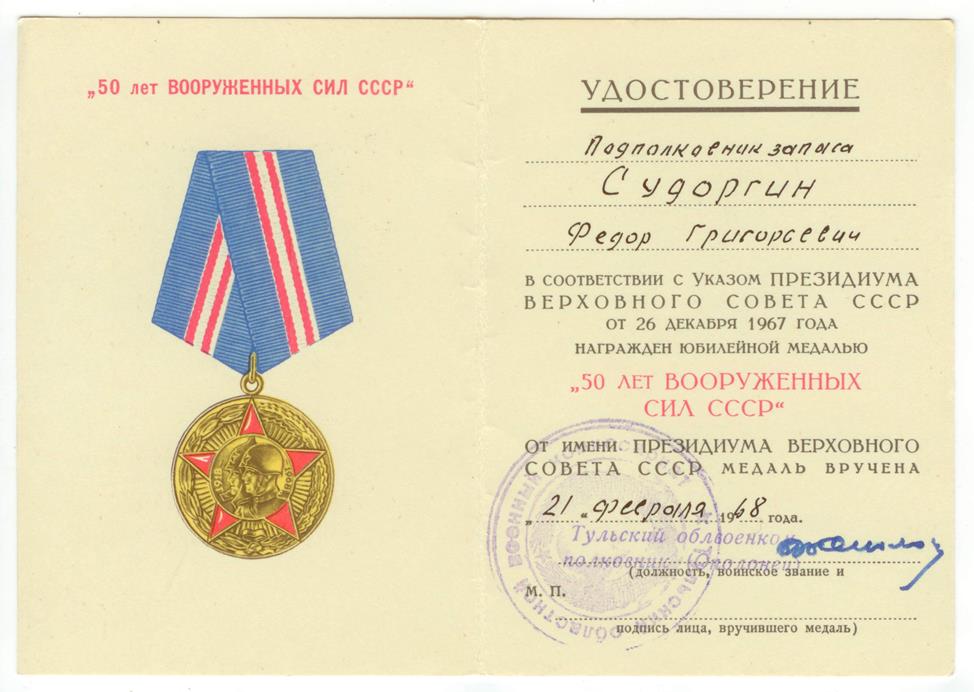 „50 лет ВООРУЖЕННЫХ СИЛ СССР“
УДОСТОВЕРЕНИЕ
Подполковник запаса
Судоргин
Федор Григорьевич
В СООТВЕТСТВИИ С УКАЗОМ ПРЕЗИДИУМА
ВЕРХОВНОГО СОВЕТА СССР
ОТ 26 ДЕКАБРЯ 1967 ГОДА
НАГРАЖДЕН ЮБИЛЕЙНОЙ МЕДАЛЬЮ
„50 ЛЕТ ВООРУЖЕННЫХ
СИЛ СССР“
ОТ ИМЕНИ ПРЕЗИДИУМА ВЕРХОВНОГО
СОВЕТА СССР МЕДАЛЬ ВРУЧЕНА
„21“ февраля 1968 года.
Тульский облвоенком
полковник
(должность, воинское звание и
М. П.
подпись лица, вручившего медаль)
1918
1968